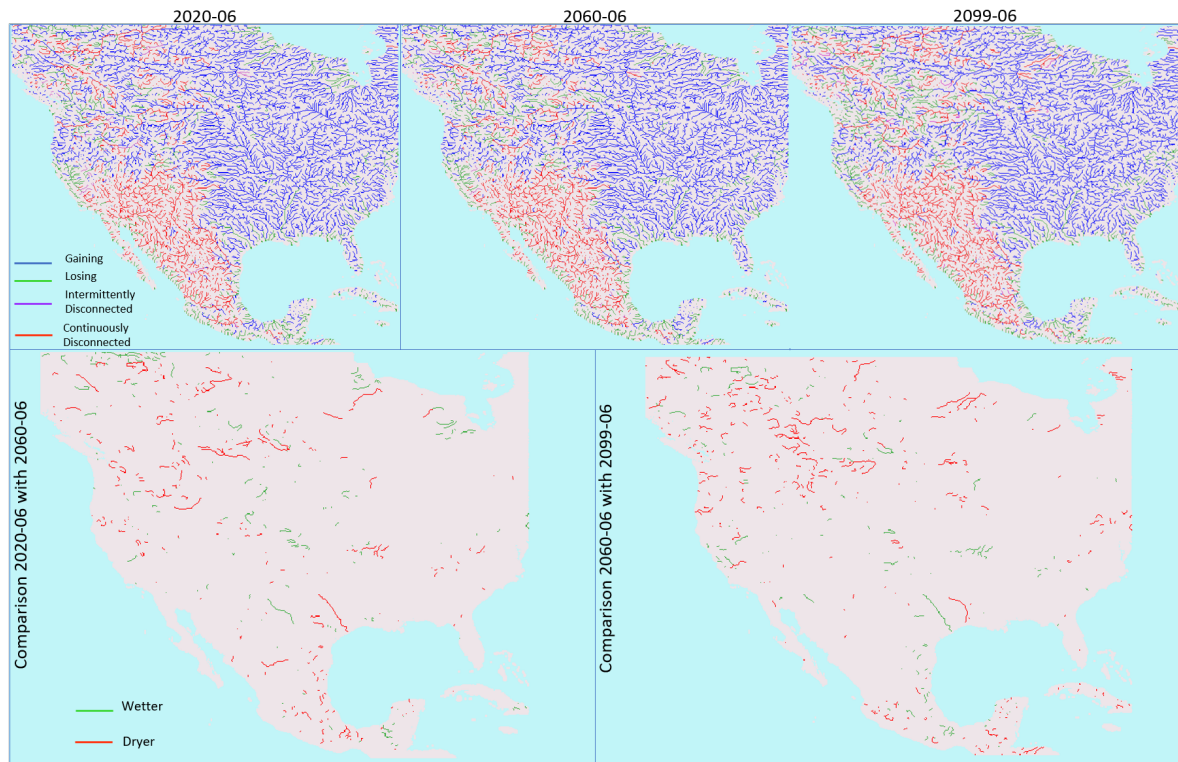 2020-06
2060-06
2099-06
Gaining
Losing
Intermittently
Disconnected
Continuously
Disconnected
Comparison 2020-06 with 2060-06
Wetter
Dryer
Comparison 2060-06 with 2099-06